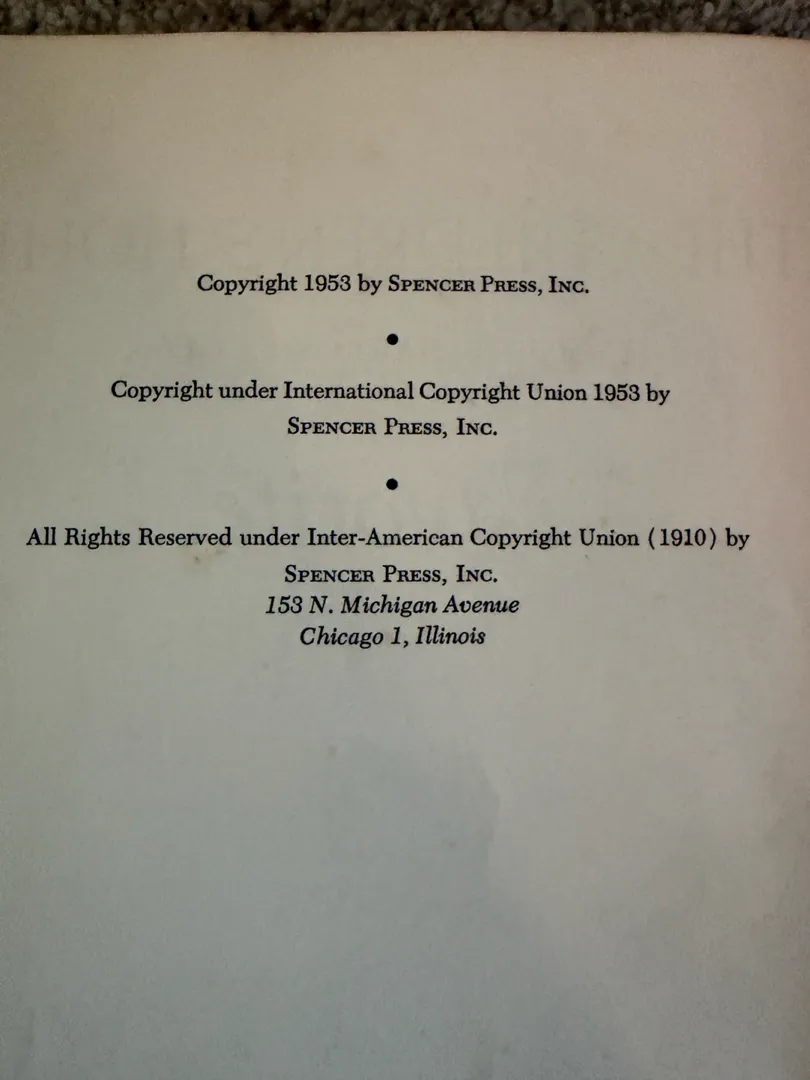 Copyright 1953 by SPENCER PRESS, INC.
•
Copyright under International Copyright Union 1953 by
SPENCER PRESS, INC.
•
All Rights Reserved under Inter-American Copyright Union (1910) by
SPENCER PRESS, INC.
153 N. Michigan Avenue
Chicago 1, Illinois